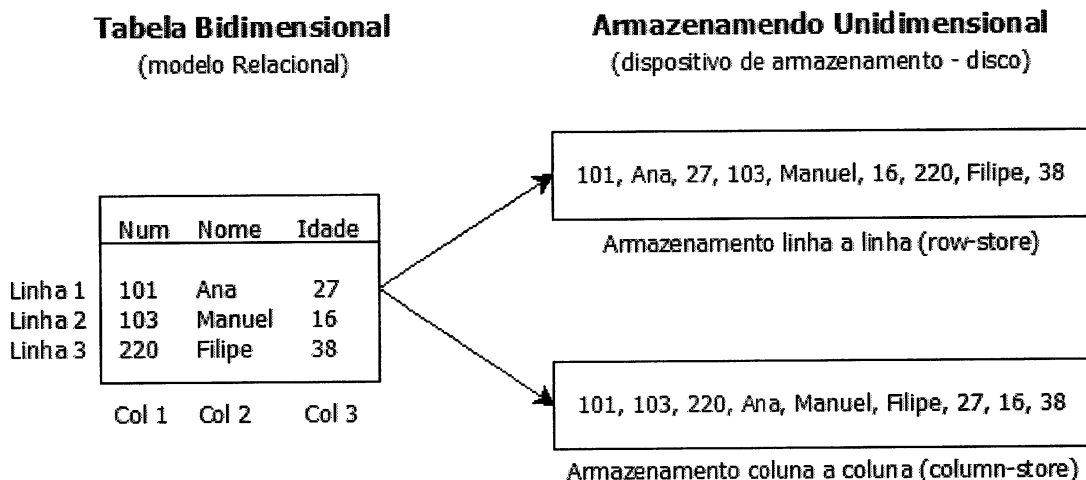 Tabela Bidimensional
(modelo Relacional)
Armazenamendo Unidimensional
(dispositivo de armazenamento - disco)
101, Ana, 27, 103, Manuel, 16, 220, Filipe, 38
Armazenamento linha a linha (row-store)
Num Nome Idade
Linha 1 101 Ana 27
Linha 2 103 Manuel 16
Linha 3 220 Filipe 38
Col 1 Col 2 Col 3
101, 103, 220, Ana, Manuel, Filipe, 27, 16, 38
Armazenamento coluna a coluna (column-store)